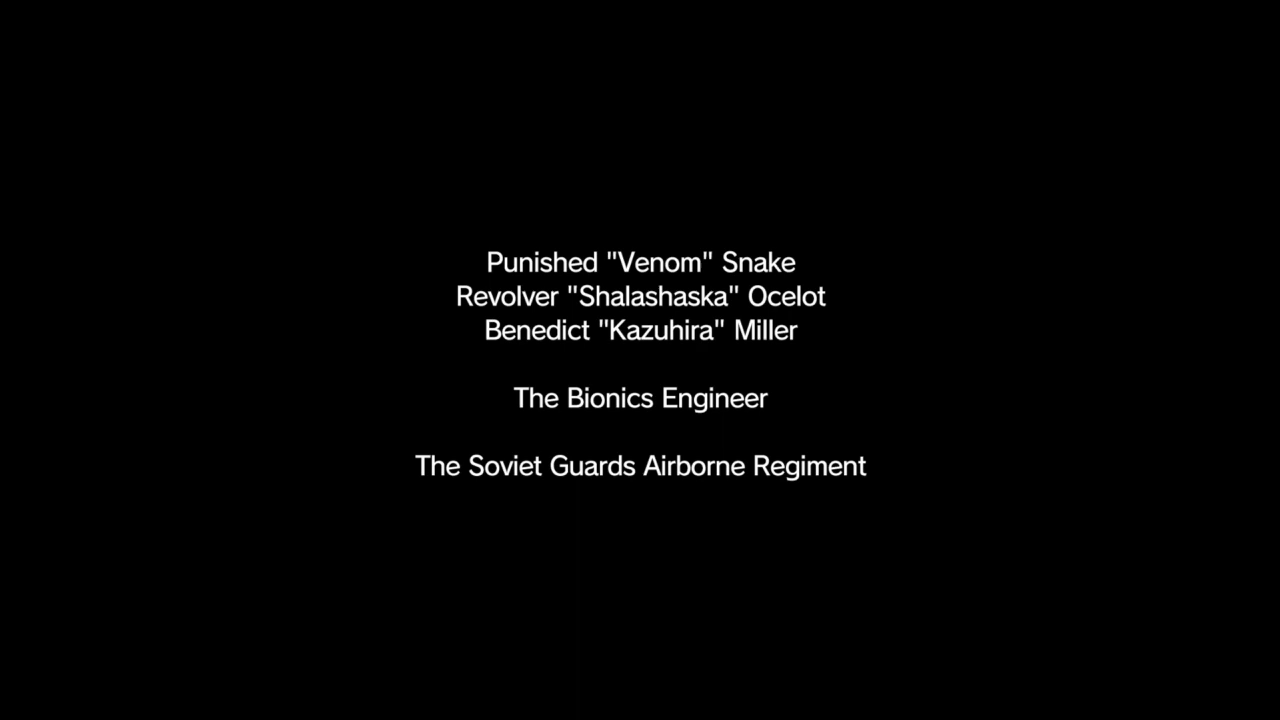 Punished "Venom" Snake
Revolver "Shalashaska" Ocelot
Benedict "Kazuhira" Miller
The Bionics Engineer
The Soviet Guards Airborne Regiment